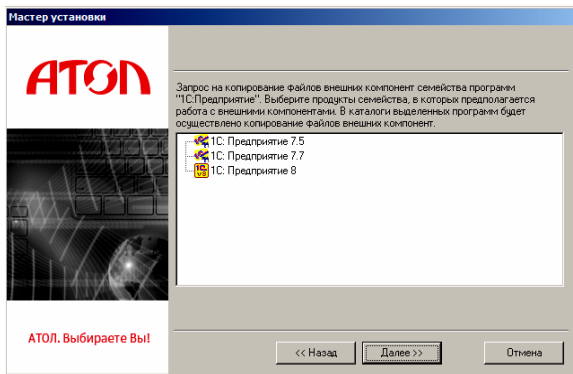 Мастер установки
АТОЛ
Запрос на копирование файлов внешних компонент семейства программ
"1С:Предприятие". Выберите продукты семейства, в которых предполагается
работа с внешними компонентами. В каталоги выделенных программ будет
осуществлено копирование файлов внешних компонент.
1С: Предприятие 7.5
1С: Предприятие 7.7
1С: Предприятие 8
АТОЛ. Выбираете Вы!
<< Назад
Далее >>
Отмена